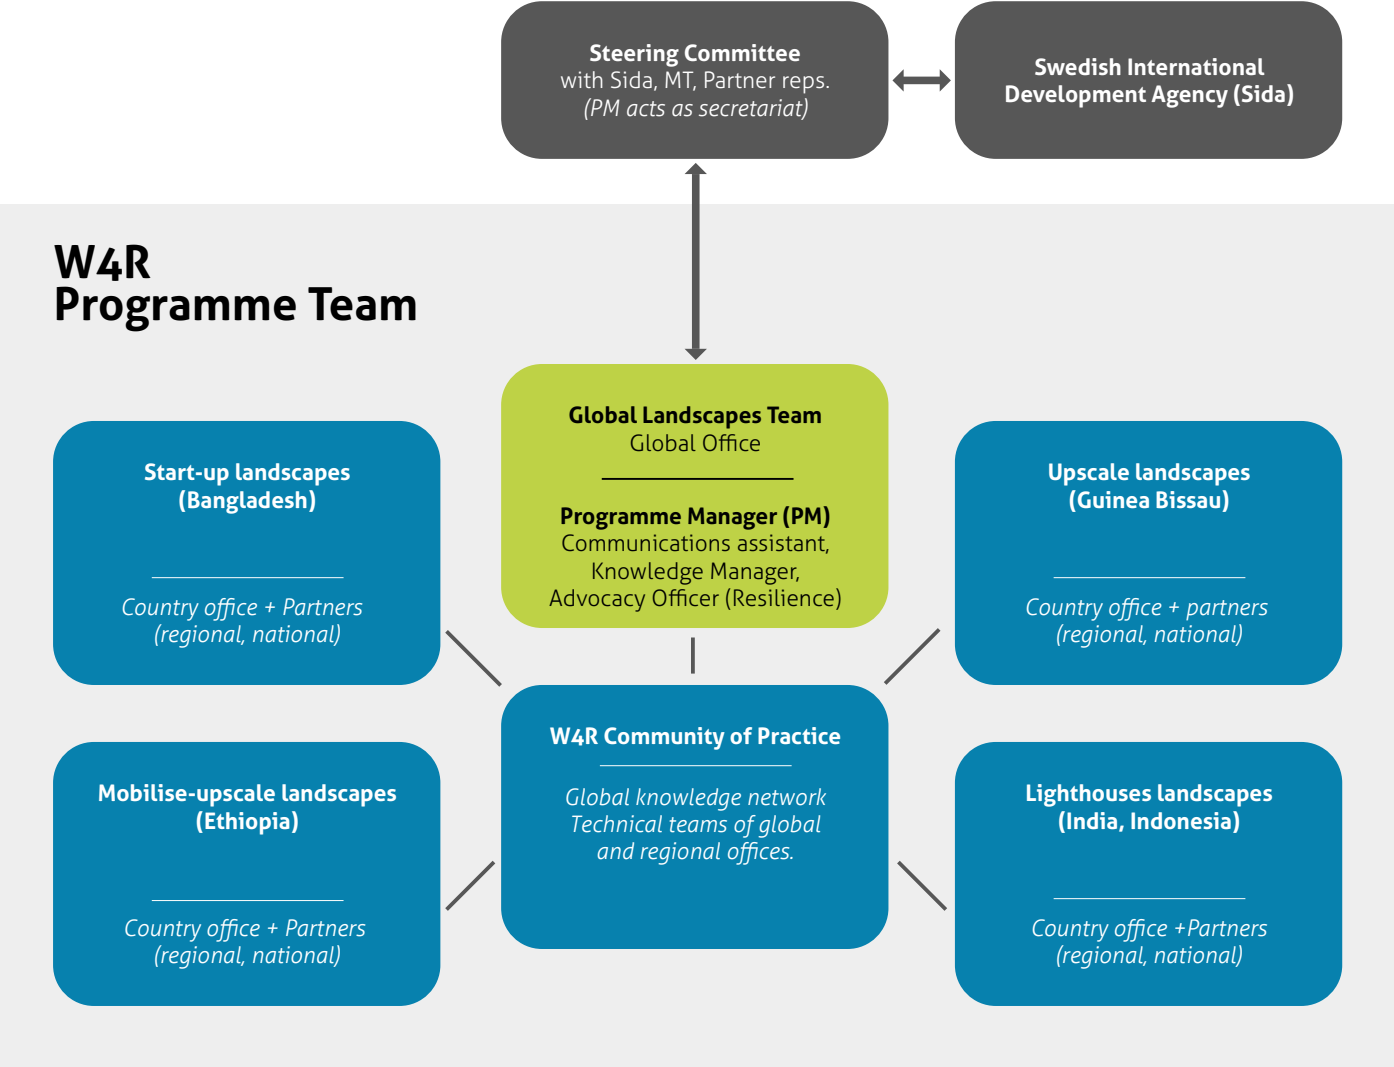 Steering Committee
with Sida, MT, Partner reps.
(PM acts as secretariat)
Swedish International
Development Agency (Sida)
W4R
Programme Team
Global Landscapes Team
Global Office
Programme Manager (PM)
Communications assistant,
Knowledge Manager,
Advocacy Officer (Resilience)
Start-up landscapes
(Bangladesh)
Country office + Partners
(regional, national)
Upscale landscapes
(Guinea Bissau)
Country office + partners
(regional, national)
W4R Community of Practice
Global knowledge network
Technical teams of global
and regional offices.
Mobilise-upscale landscapes
(Ethiopia)
Country office + Partners
(regional, national)
Lighthouses landscapes
(India, Indonesia)
Country office +Partners
(regional, national)